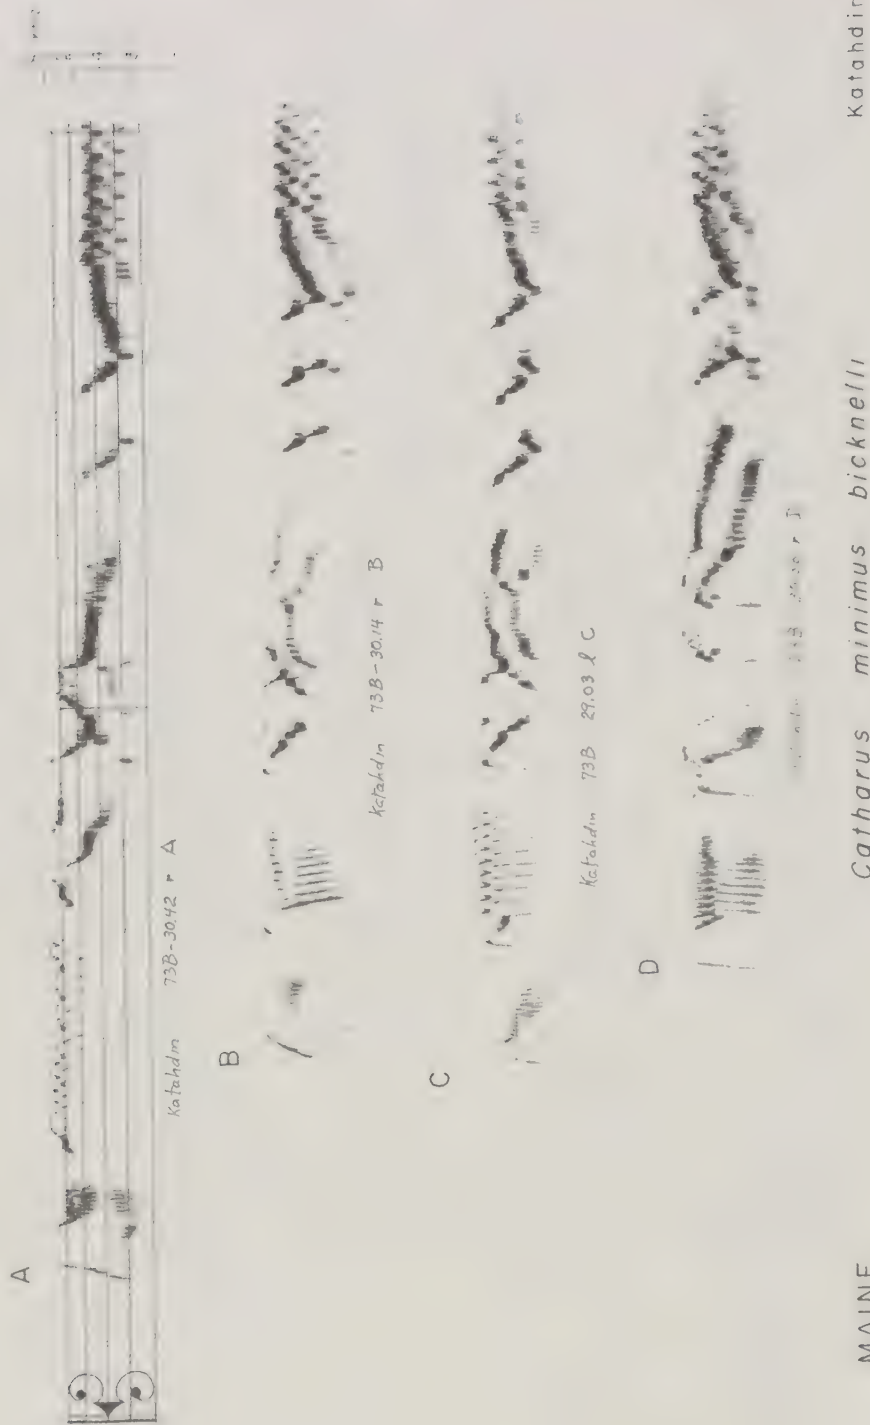 A
Katahdin 73B-30.42 r A
B
Katahdin 73B-30.14 r B
C
Katahdin 73B 29.03 l C
D
MAINE Catharus minimus bicknelli Katahdin